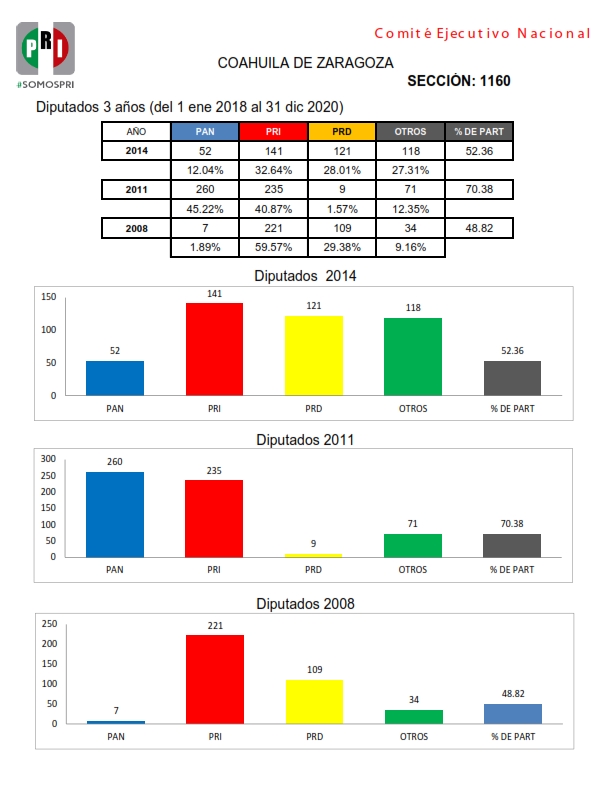 PRI
#SOMOSPRI
Comité Ejecutivo Nacional
COAHUILA DE ZARAGOZA
SECCIÓN: 1160
Diputados 3 años (del 1 ene 2018 al 31 dic 2020)
AÑO PAN PRI PRD OTROS % DE PART
2014 52 141 121 118 52.36
12.04% 32.64% 28.01% 27.31%
2011 260 235 9 71 70.38
45.22% 40.87% 1.57% 12.35%
2008 7 221 109 34 48.82
1.89% 59.57% 29.38% 9.16%
Diputados 2014
150
100
50
0
52 141 121 118 52.36
PAN PRI PRD OTROS % DE PART
Diputados 2011
300
250
200
150
100
50
0
260 235 9 71 70.38
PAN PRI PRD OTROS % DE PART
Diputados 2008
250
200
150
100
50
0
7 221 109 34 48.82
PAN PRI PRD OTROS % DE PART